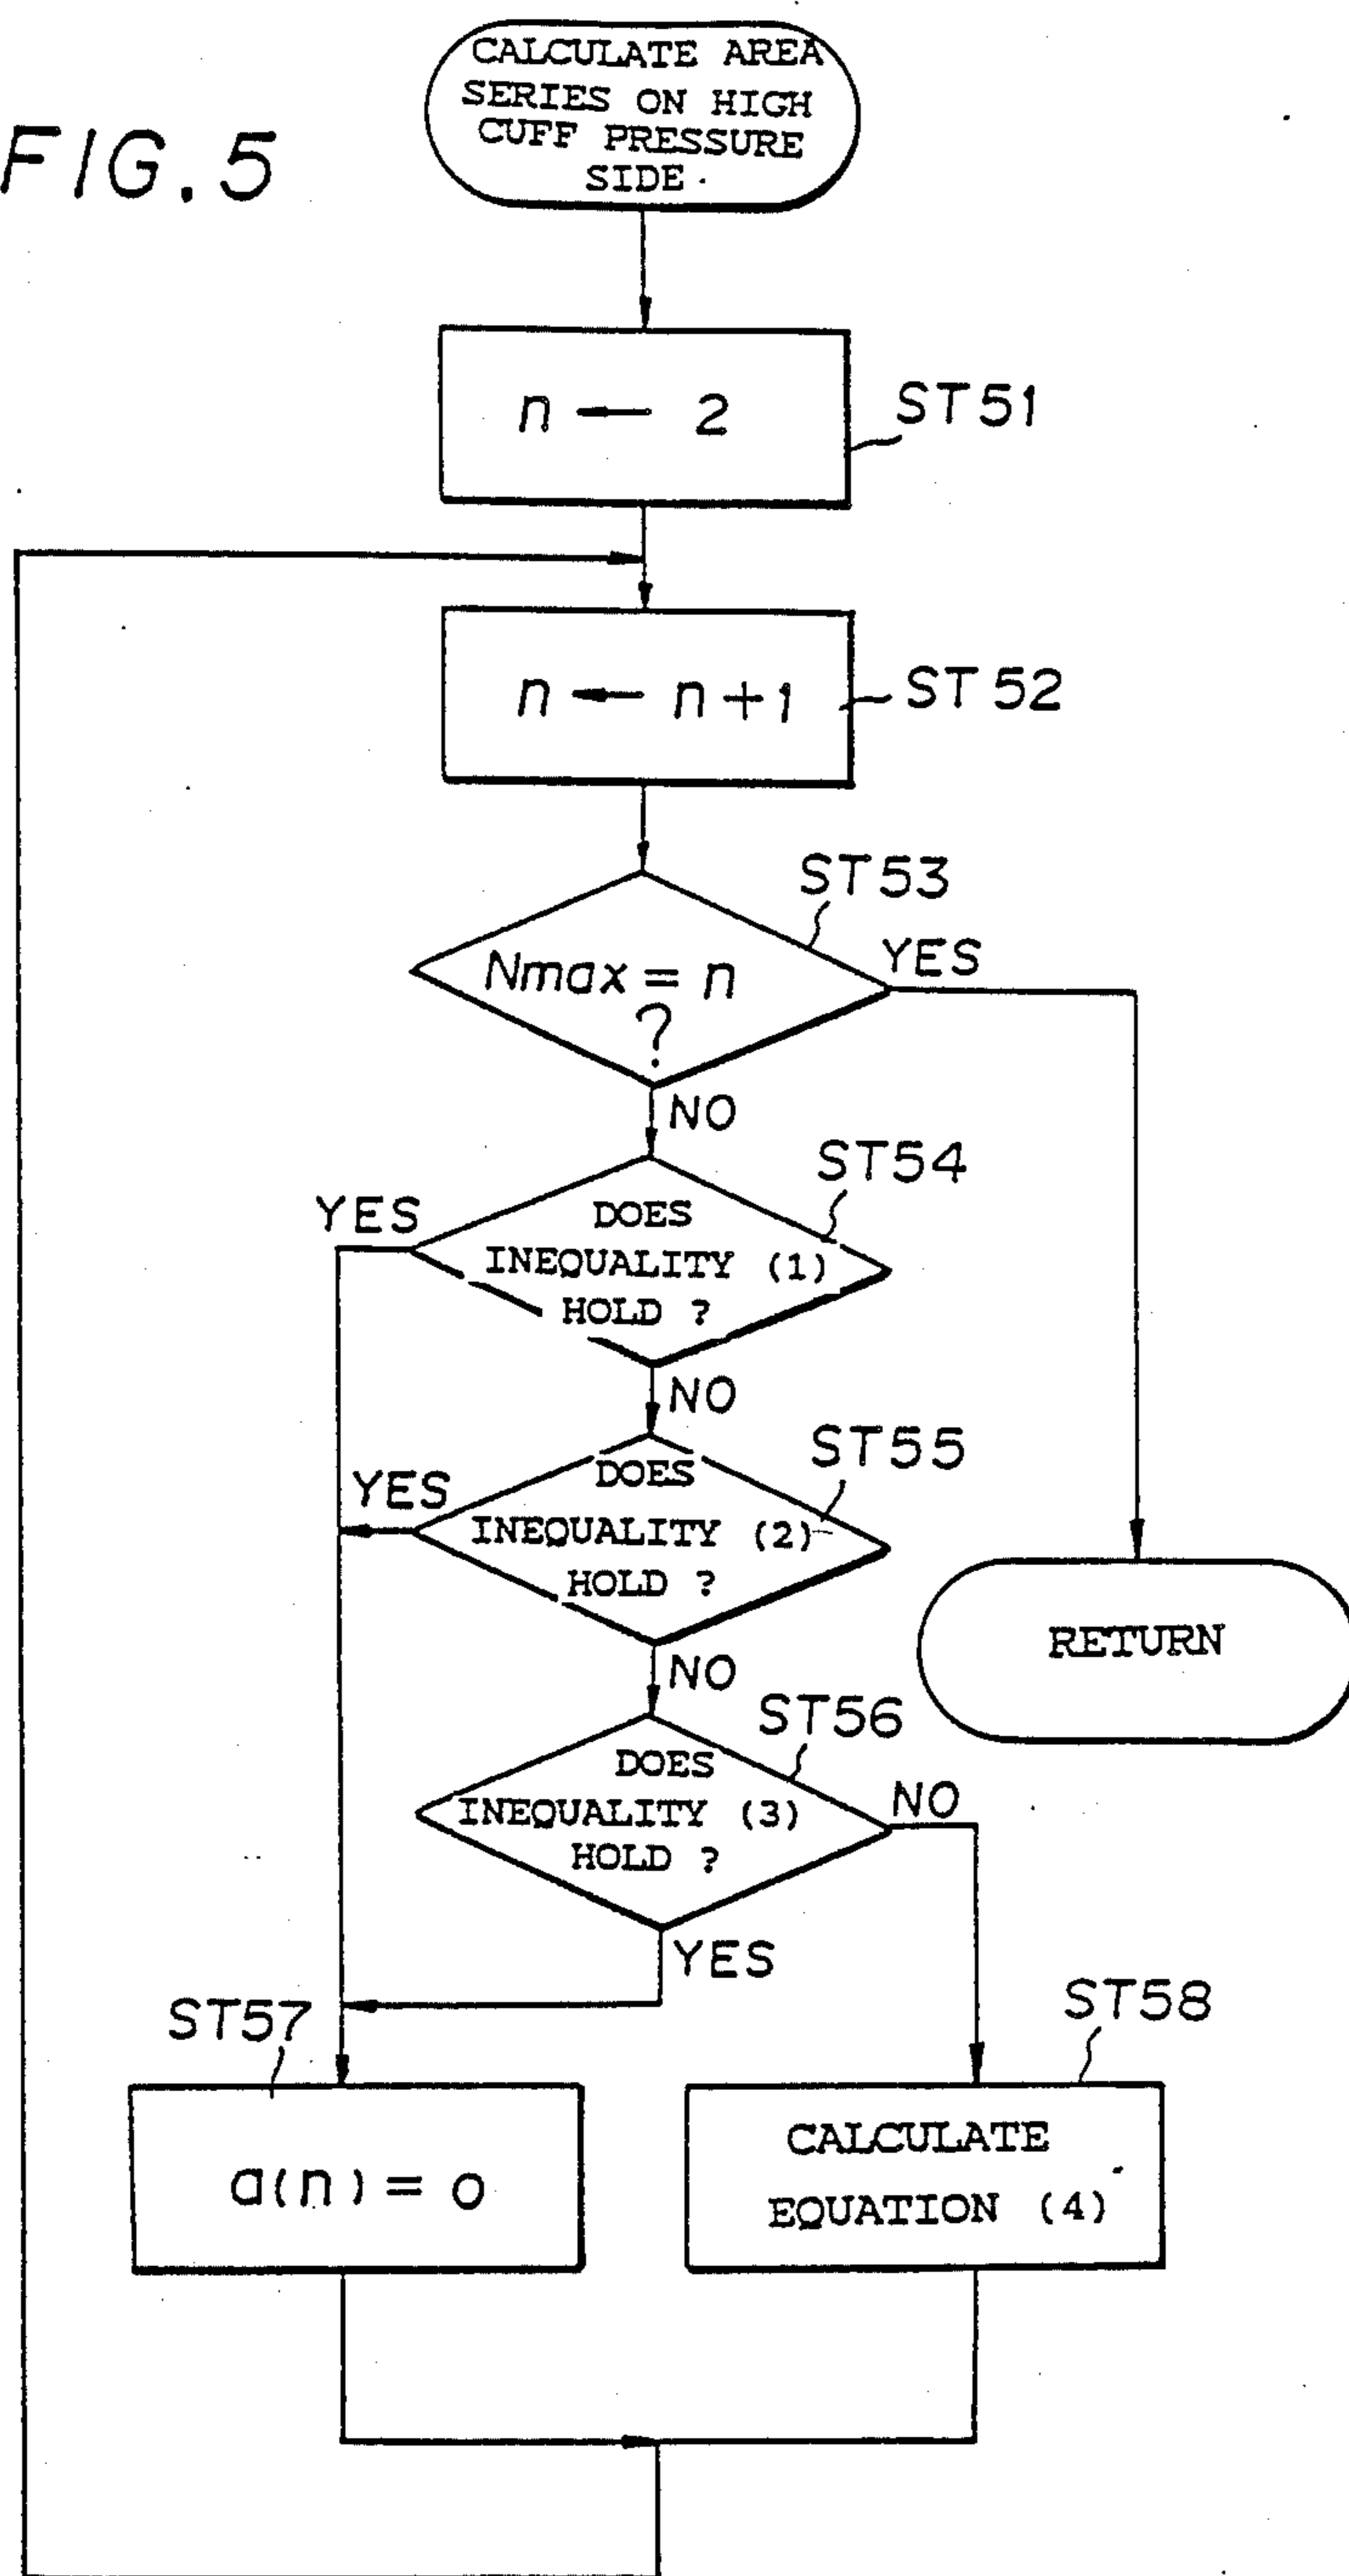 FIG. 5
CALCULATE AREA
SERIES ON HIGH
CUFF PRESSURE
SIDE
n ← 2
ST51
n ← n+1
ST52
ST53
Nmax = n
?
YES
NO
ST54
YES
DOES
INEQUALITY (1)
HOLD ?
NO
ST55
YES
DOES
INEQUALITY (2)
HOLD ?
NO
RETURN
ST56
DOES
INEQUALITY (3)
HOLD ?
NO
YES
ST57
a(n) = 0
ST58
CALCULATE
EQUATION (4)